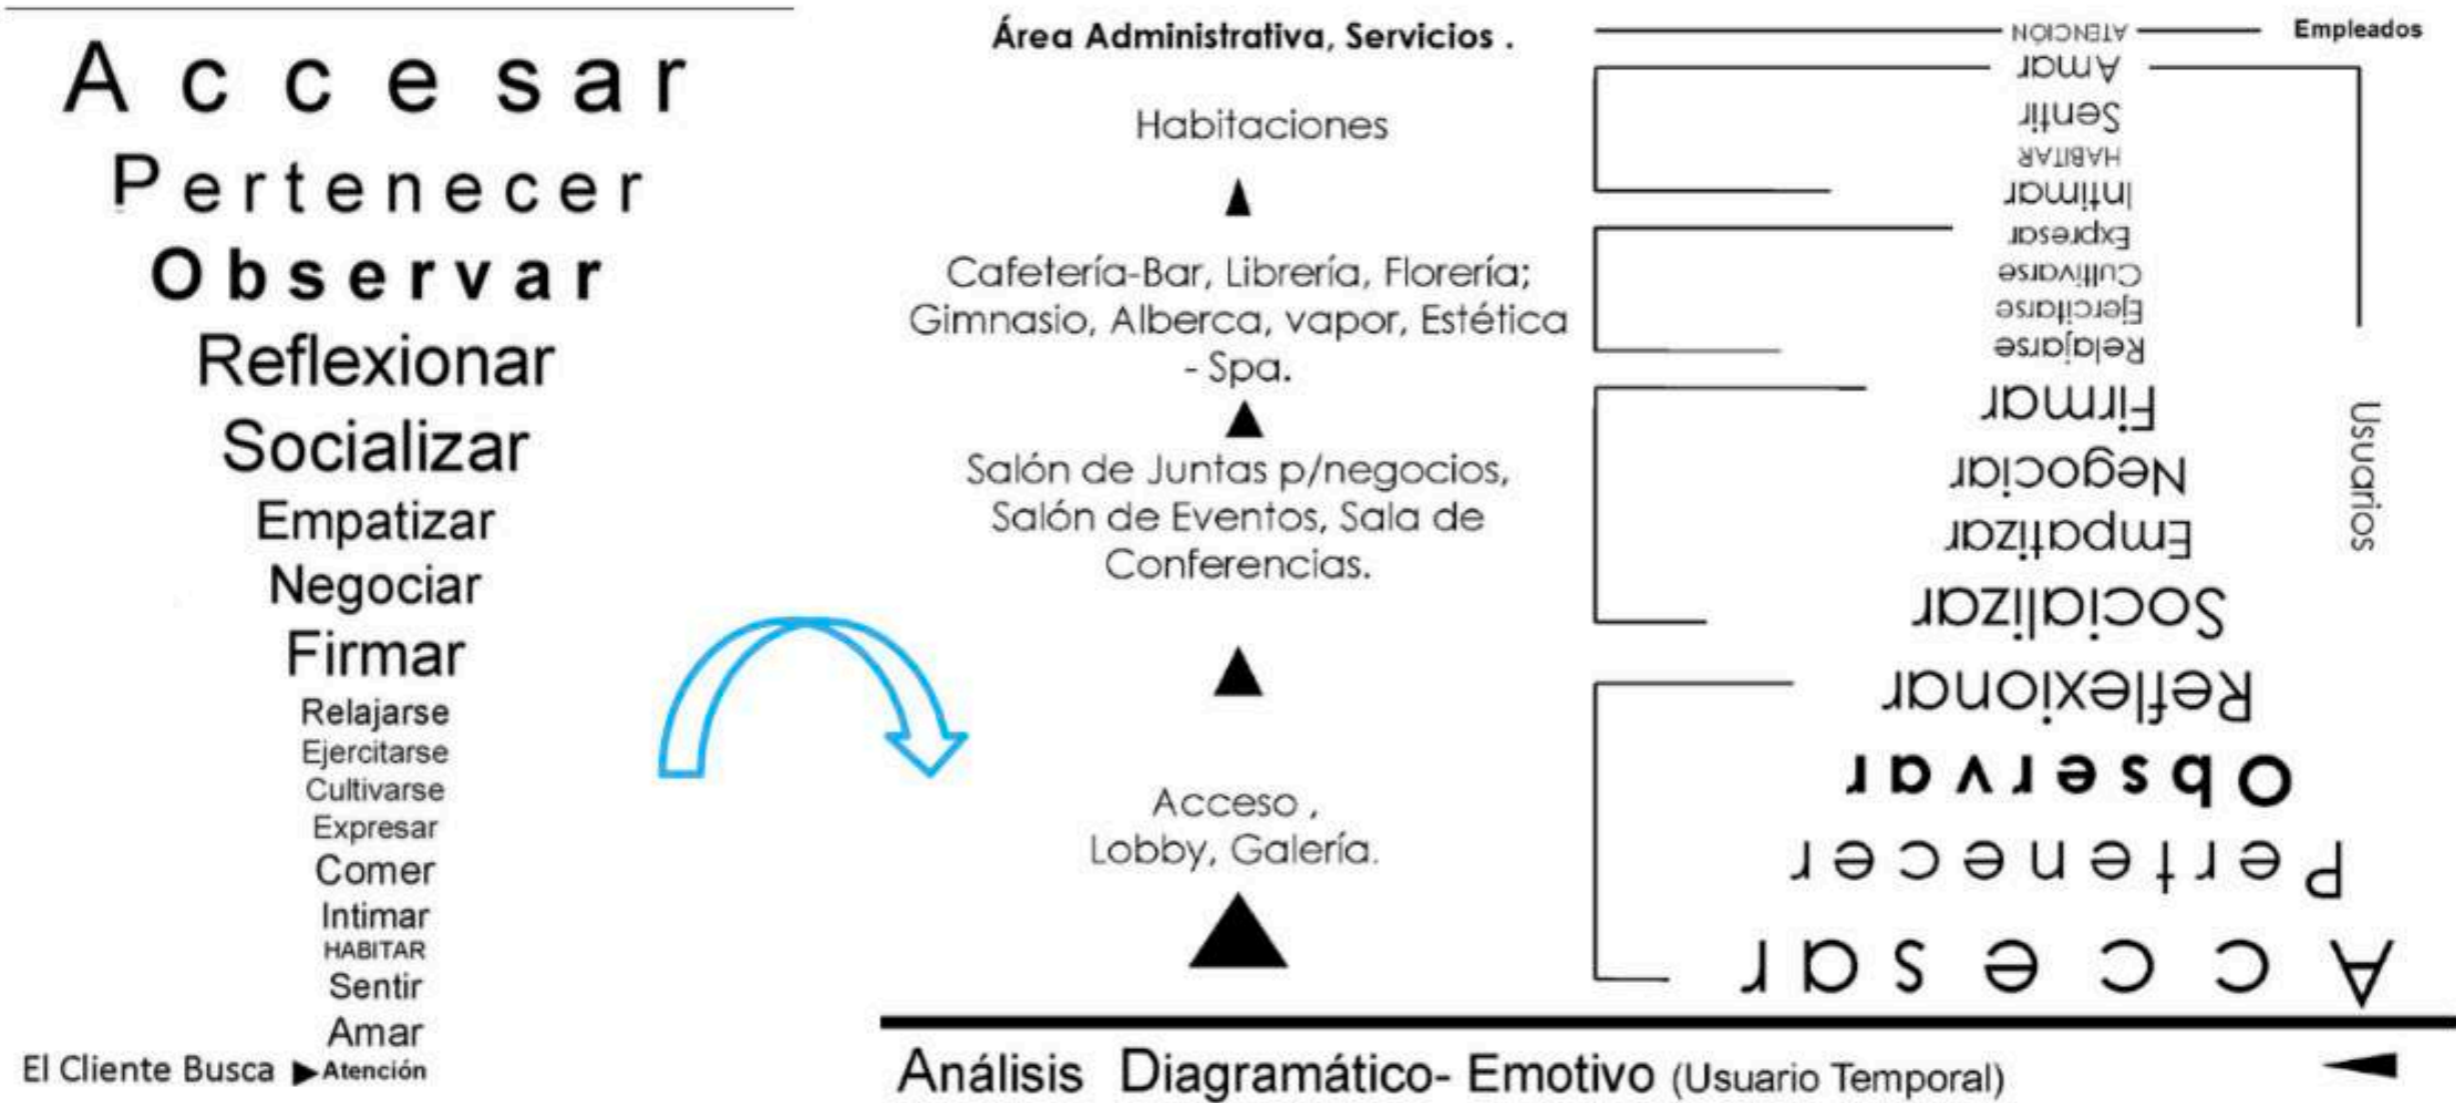 A c c e s a r
P e r t e n e c e r
O b s e r v a r
Reflexionar
Socializar
Empatizar
Negociar
Firmar
Relajarse
Ejercitarse
Cultivarse
Expresar
Comer
Intimar
HABITAR
Sentir
Amar
El Cliente Busca ▶Atención
Área Administrativa, Servicios .
Habitaciones
Cafetería-Bar, Librería, Florería;
Gimnasio, Alberca, vapor, Estética
- Spa.
Salón de Juntas p/negocios,
Salón de Eventos, Sala de
Conferencias.
Acceso ,
Lobby, Galería.
ATENCIÓN
Amar
Sentir
HABITAR
Intimar
Expresar
Cultivarse
Ejercitarse
Relajarse
Firmar
Negociar
Empatizar
Socializar
Reflexionar
O b s e r v a r
P e r t e n e c e r
A c c e s a r
Empleados
Usuarios
Análisis Diagramático- Emotivo (Usuario Temporal)